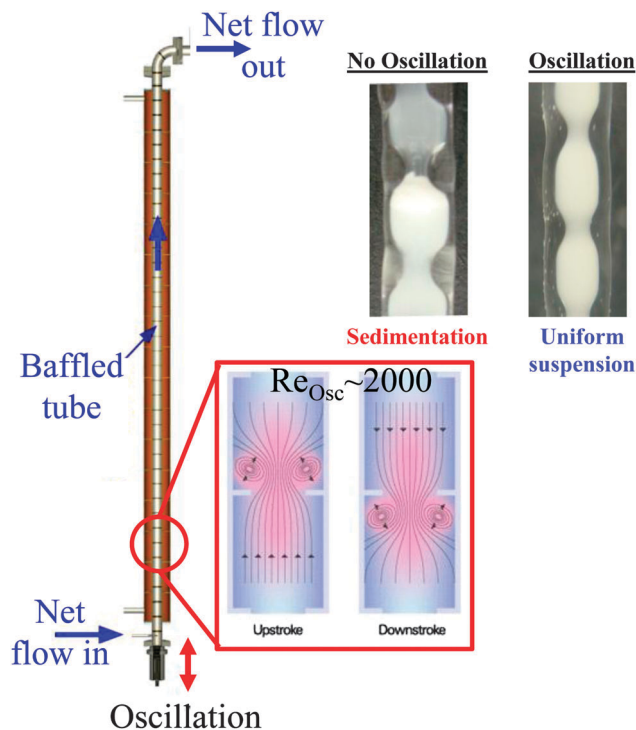 Net flow
out
No Oscillation
Oscillation
Sedimentation
Uniform
suspension
Baffled
tube
Re_Osc~2000
Upstroke
Downstroke
Net
flow in
Oscillation